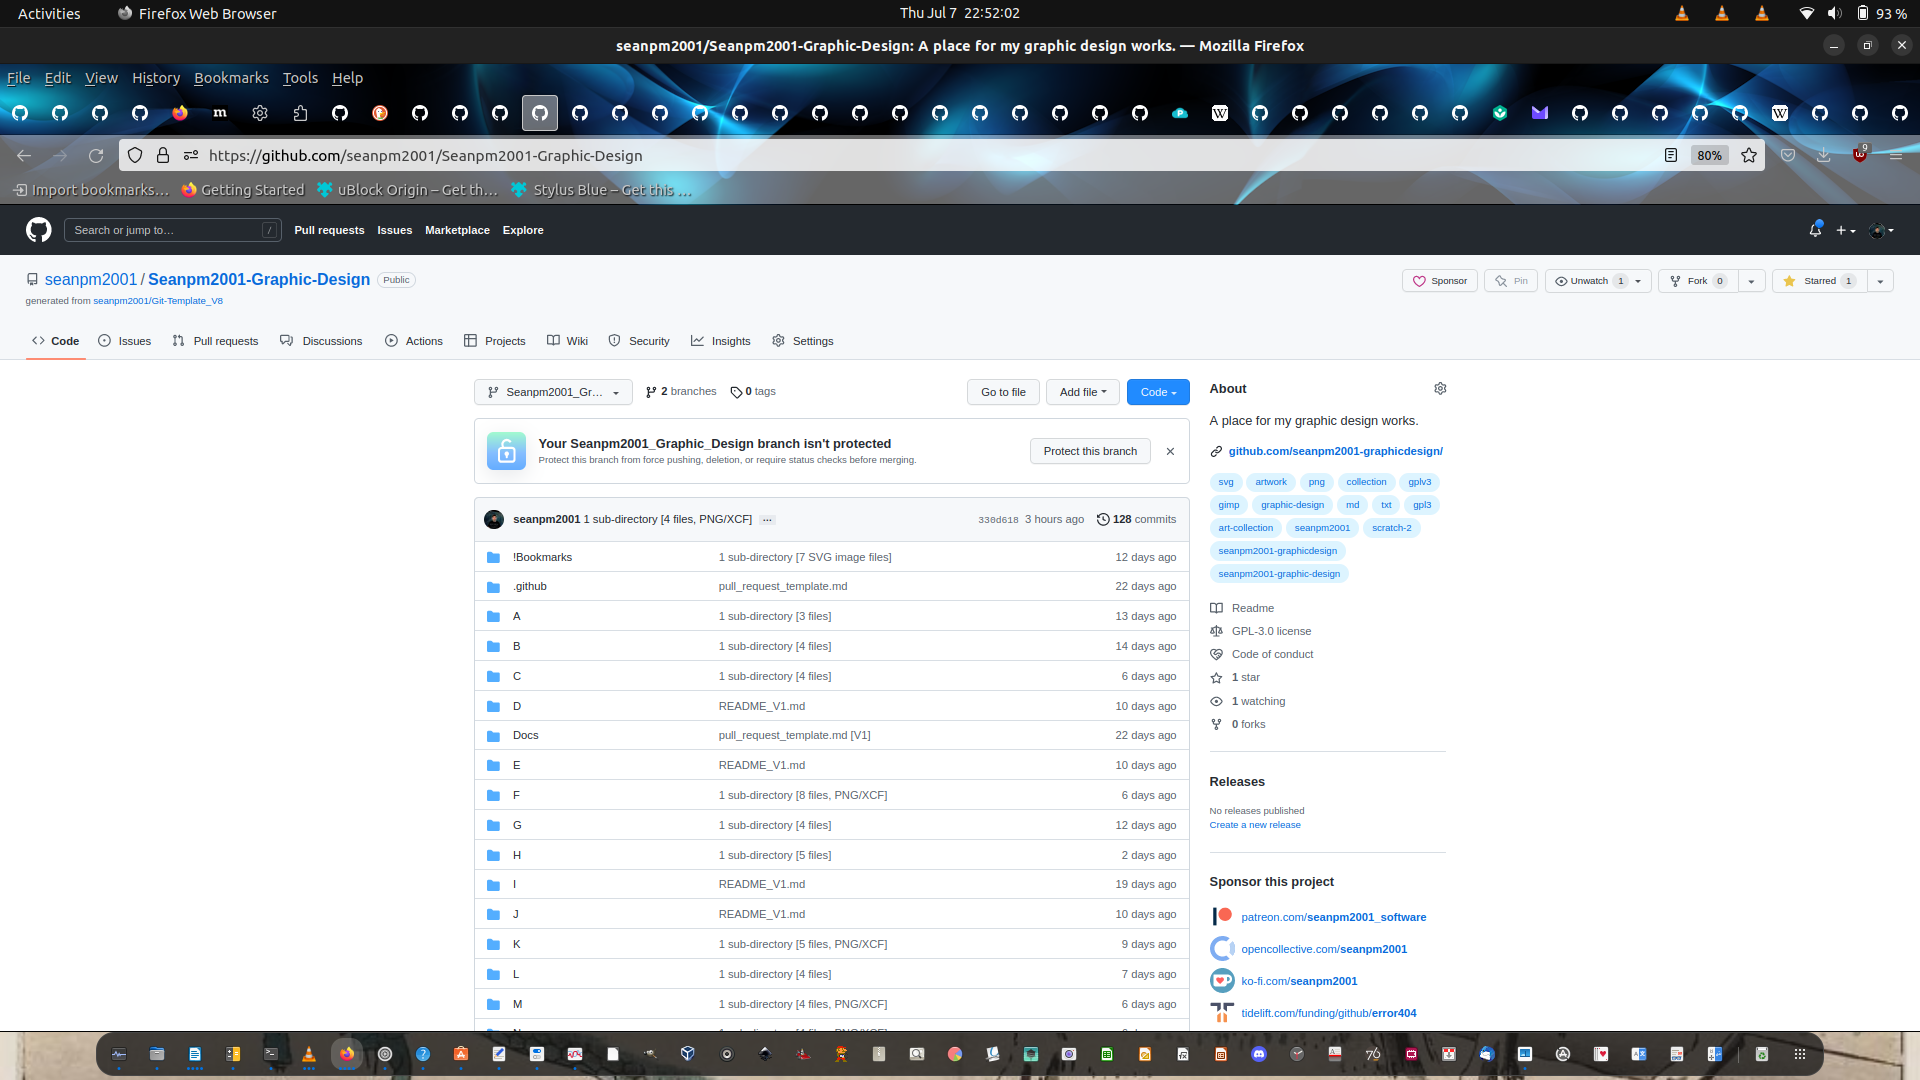 Activities Firefox Web Browser Thu Jul 7 22:52:02 93 %
seanpm2001/Seanpm2001-Graphic-Design: A place for my graphic design works. — Mozilla Firefox
File Edit View History Bookmarks Tools Help
https://github.com/seanpm2001/Seanpm2001-Graphic-Design 80% 9
Import bookmarks… Getting Started uBlock Origin – Get th… Stylus Blue – Get this …
Search or jump to… / Pull requests Issues Marketplace Explore
seanpm2001 / Seanpm2001-Graphic-Design Public Sponsor Pin Unwatch 1 Fork 0 Starred 1
generated from seanpm2001/Git-Template_V8
Code Issues Pull requests Discussions Actions Projects Wiki Security Insights Settings
Seanpm2001_Gr… 2 branches 0 tags Go to file Add file Code
Your Seanpm2001_Graphic_Design branch isn't protected
Protect this branch from force pushing, deletion, or require status checks before merging.
Protect this branch
seanpm2001 1 sub-directory [4 files, PNG/XCF] … 330d618 3 hours ago 128 commits
!Bookmarks 1 sub-directory [7 SVG image files] 12 days ago
.github pull_request_template.md 22 days ago
A 1 sub-directory [3 files] 13 days ago
B 1 sub-directory [4 files] 14 days ago
C 1 sub-directory [4 files] 6 days ago
D README_V1.md 10 days ago
Docs pull_request_template.md [V1] 22 days ago
E README_V1.md 10 days ago
F 1 sub-directory [8 files, PNG/XCF] 6 days ago
G 1 sub-directory [4 files] 12 days ago
H 1 sub-directory [5 files] 2 days ago
I README_V1.md 19 days ago
J README_V1.md 10 days ago
K 1 sub-directory [5 files, PNG/XCF] 9 days ago
L 1 sub-directory [4 files] 7 days ago
M 1 sub-directory [4 files, PNG/XCF] 6 days ago
About
A place for my graphic design works.
github.com/seanpm2001-graphicdesign/
svg artwork png collection gplv3
gimp graphic-design md txt gpl3
art-collection seanpm2001 scratch-2
seanpm2001-graphicdesign
seanpm2001-graphic-design
Readme
GPL-3.0 license
Code of conduct
1 star
1 watching
0 forks
Releases
No releases published
Create a new release
Sponsor this project
patreon.com/seanpm2001_software
opencollective.com/seanpm2001
ko-fi.com/seanpm2001
tidelift.com/funding/github/error404